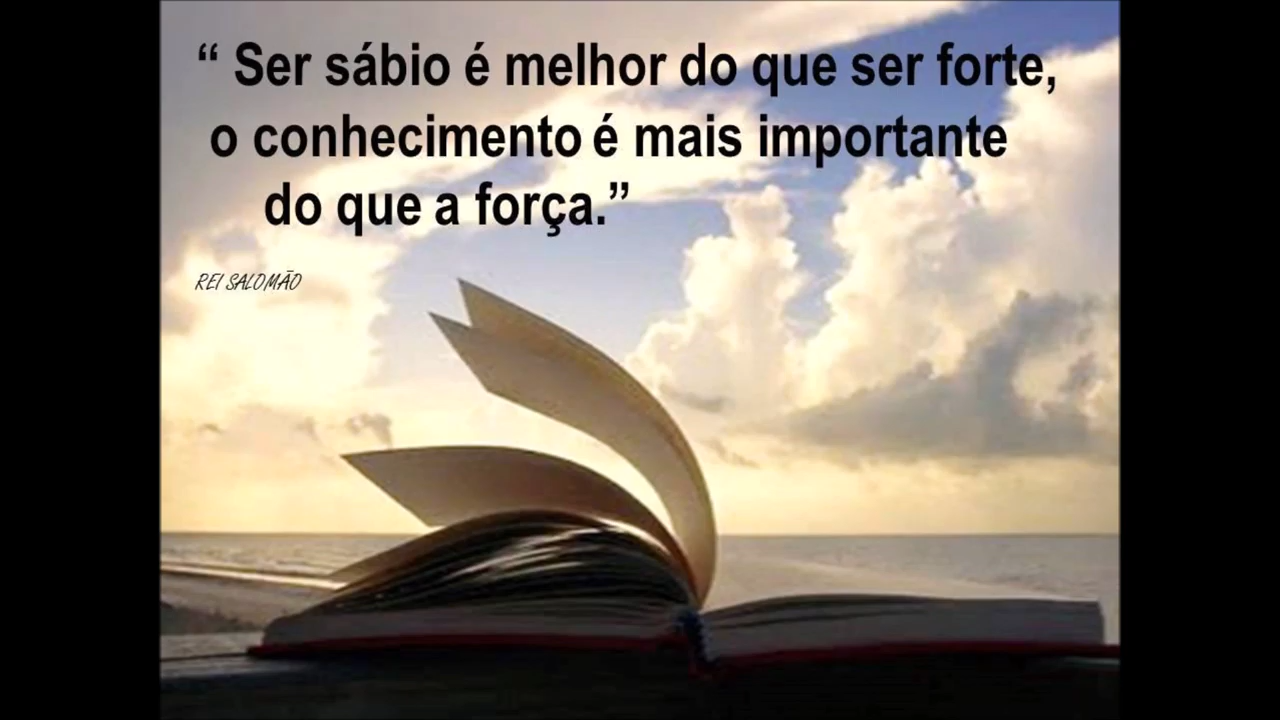 “ Ser sábio é melhor do que ser forte,
o conhecimento é mais importante
do que a força.”
REI SALOMÃO